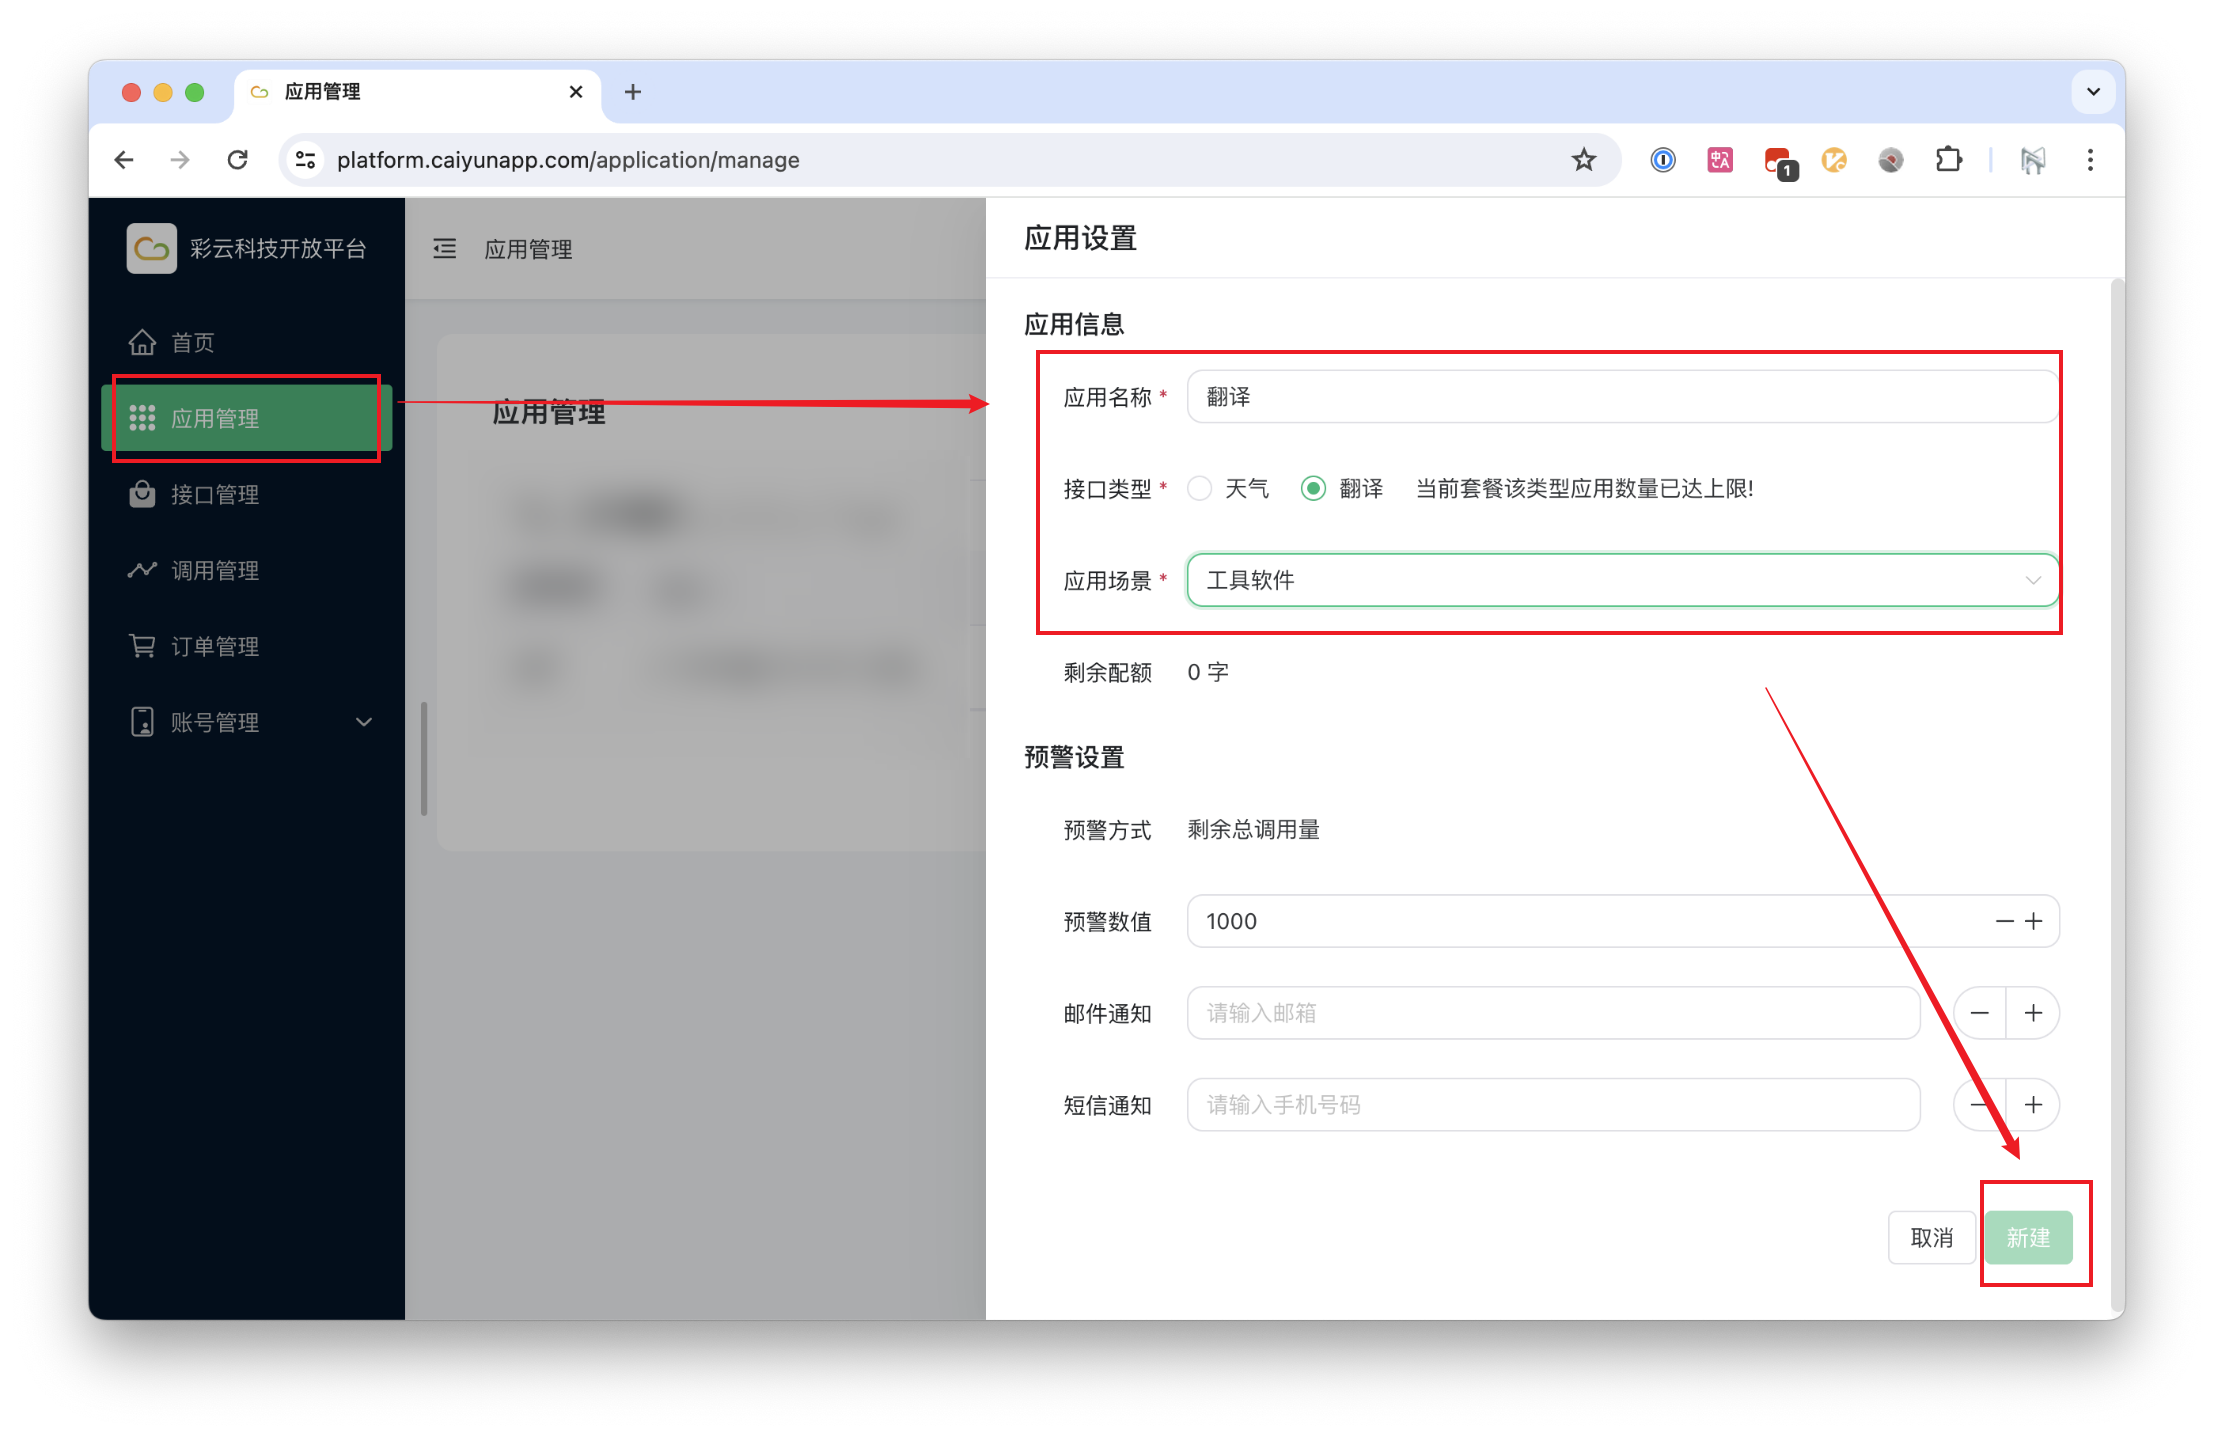 应用管理
platform.caiyunapp.com/application/manage
1
彩云科技开放平台
首页
应用管理
接口管理
调用管理
订单管理
账号管理
应用管理
应用管理
应用设置
应用信息
应用名称 * 翻译
接口类型 * 天气 翻译 当前套餐该类型应用数量已达上限!
应用场景 * 工具软件
剩余配额 0 字
预警设置
预警方式 剩余总调用量
预警数值 1000
邮件通知 请输入邮箱
短信通知 请输入手机号码
取消 新建